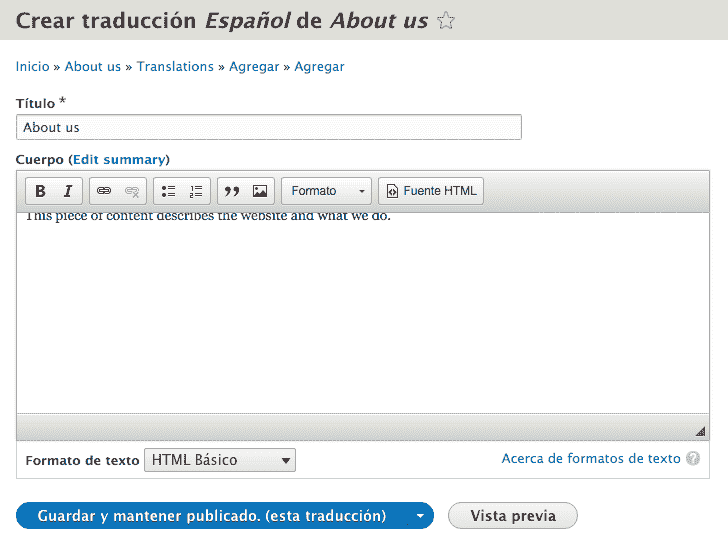 Crear traducción Español de About us
Inicio » About us » Translations » Agregar » Agregar
Título *
About us
Cuerpo (Edit summary)
B I Formato Fuente HTML
This piece of content describes the website and what we do.
Formato de texto HTML Básico Acerca de formatos de texto ?
Guardar y mantener publicado. (esta traducción) Vista previa